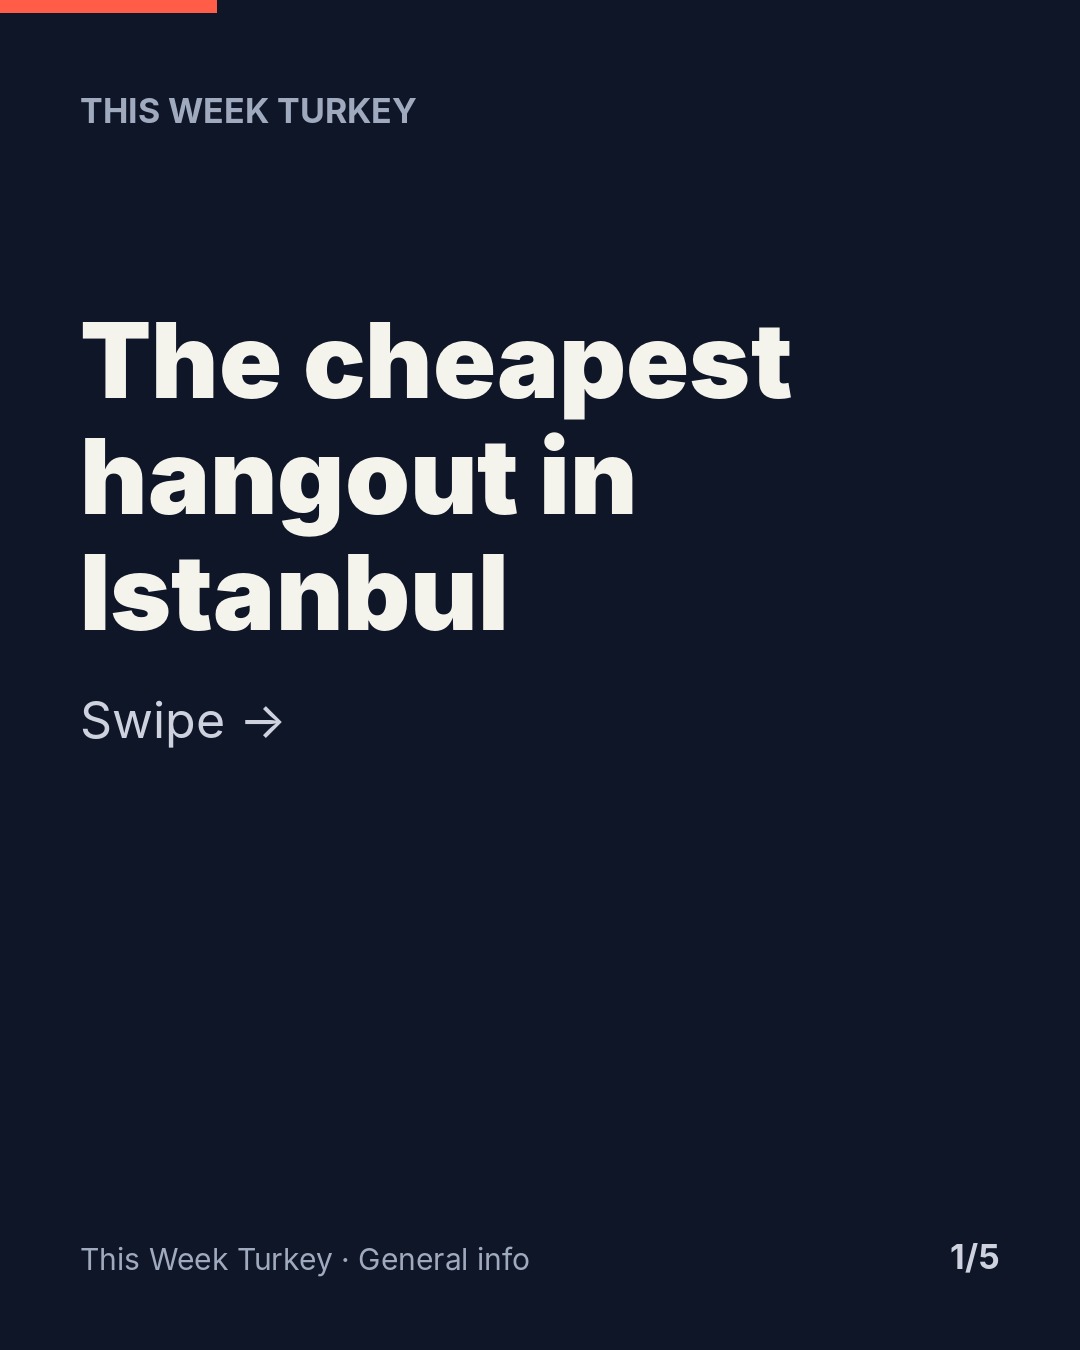 THIS WEEK TURKEY
The cheapest
hangout in
Istanbul
Swipe →
This Week Turkey · General info
1/5